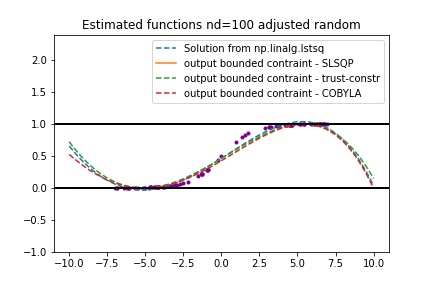 Estimated functions nd=100 adjusted random
Solution from np.linalg.lstsq
output bounded contraint - SLSQP
output bounded contraint - trust-constr
output bounded contraint - COBYLA
2.0
1.5
1.0
0.5
0.0
−0.5
−1.0
−10.0 −7.5 −5.0 −2.5 0.0 2.5 5.0 7.5 10.0